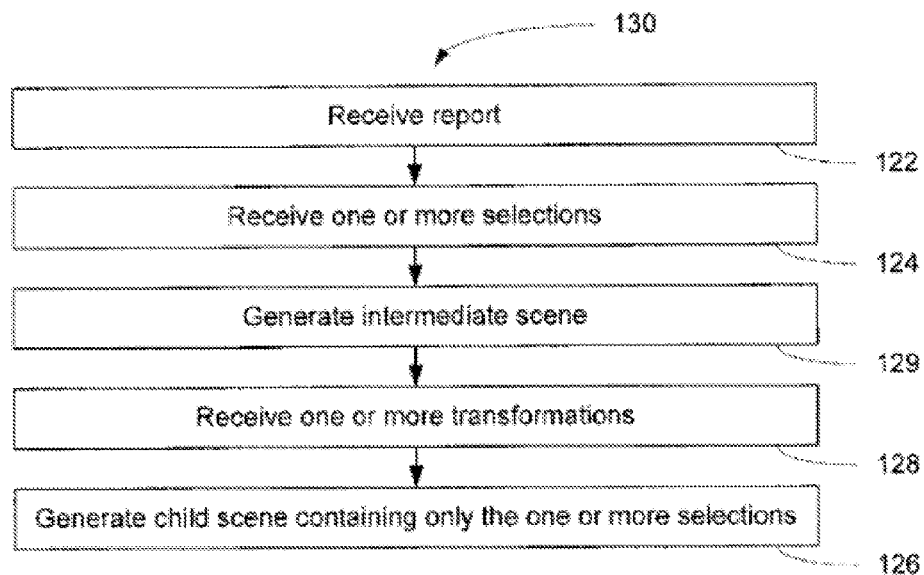 130
Receive report
122
Receive one or more selections
124
Generate intermediate scene
129
Receive one or more transformations
128
Generate child scene containing only the one or more selections
126